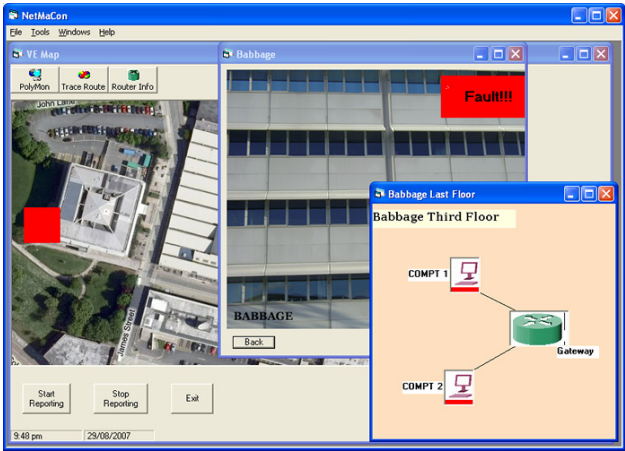 NetMaCon
File Tools Windows Help
VE Map
PolyMon
Trace Route
Router Info
John Lane
James Street
Babbage
Fault!!!
BABBAGE
Back
Babbage Last Floor
Babbage Third Floor
COMPT 1
Gateway
COMPT 2
Start
Reporting
Stop
Reporting
Exit
9:48 pm
29/08/2007